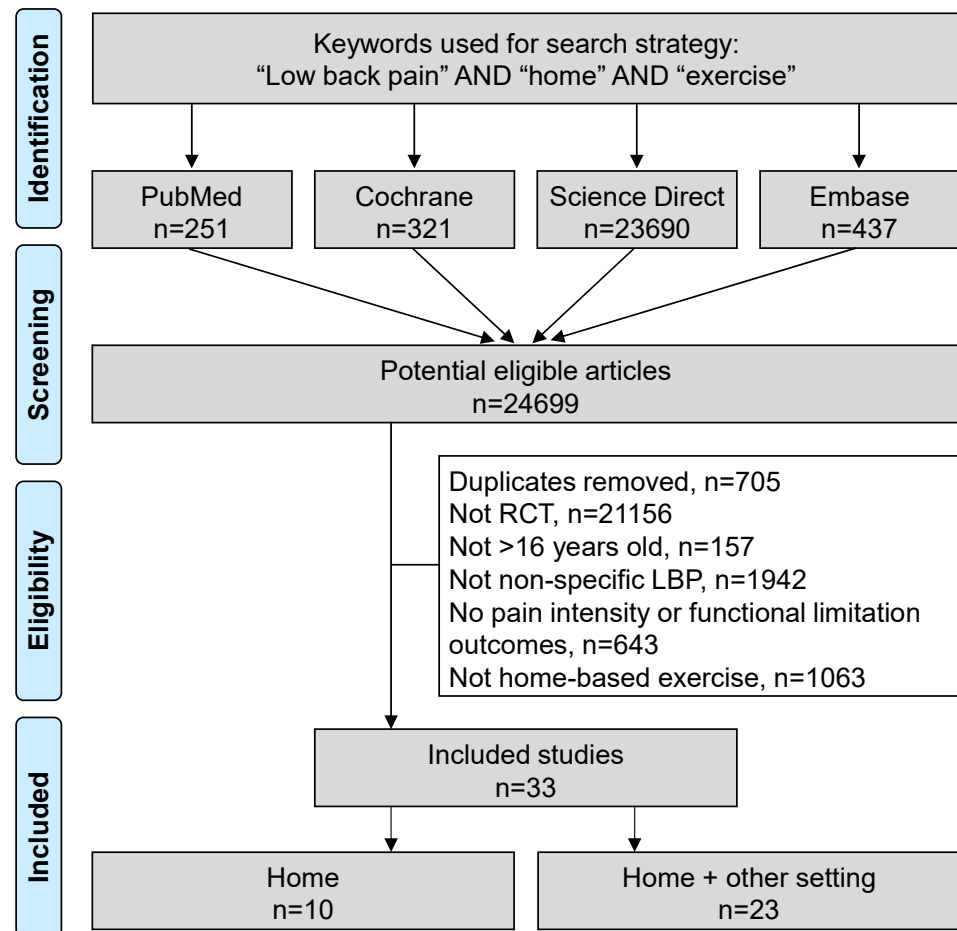 Identification
Keywords used for search strategy:
“Low back pain” AND “home” AND “exercise”
PubMed
n=251
Cochrane
n=321
Science Direct
n=23690
Embase
n=437
Screening
Potential eligible articles
n=24699
Eligibility
Duplicates removed, n=705
Not RCT, n=21156
Not >16 years old, n=157
Not non-specific LBP, n=1942
No pain intensity or functional limitation
outcomes, n=643
Not home-based exercise, n=1063
Included
Included studies
n=33
Home
n=10
Home + other setting
n=23